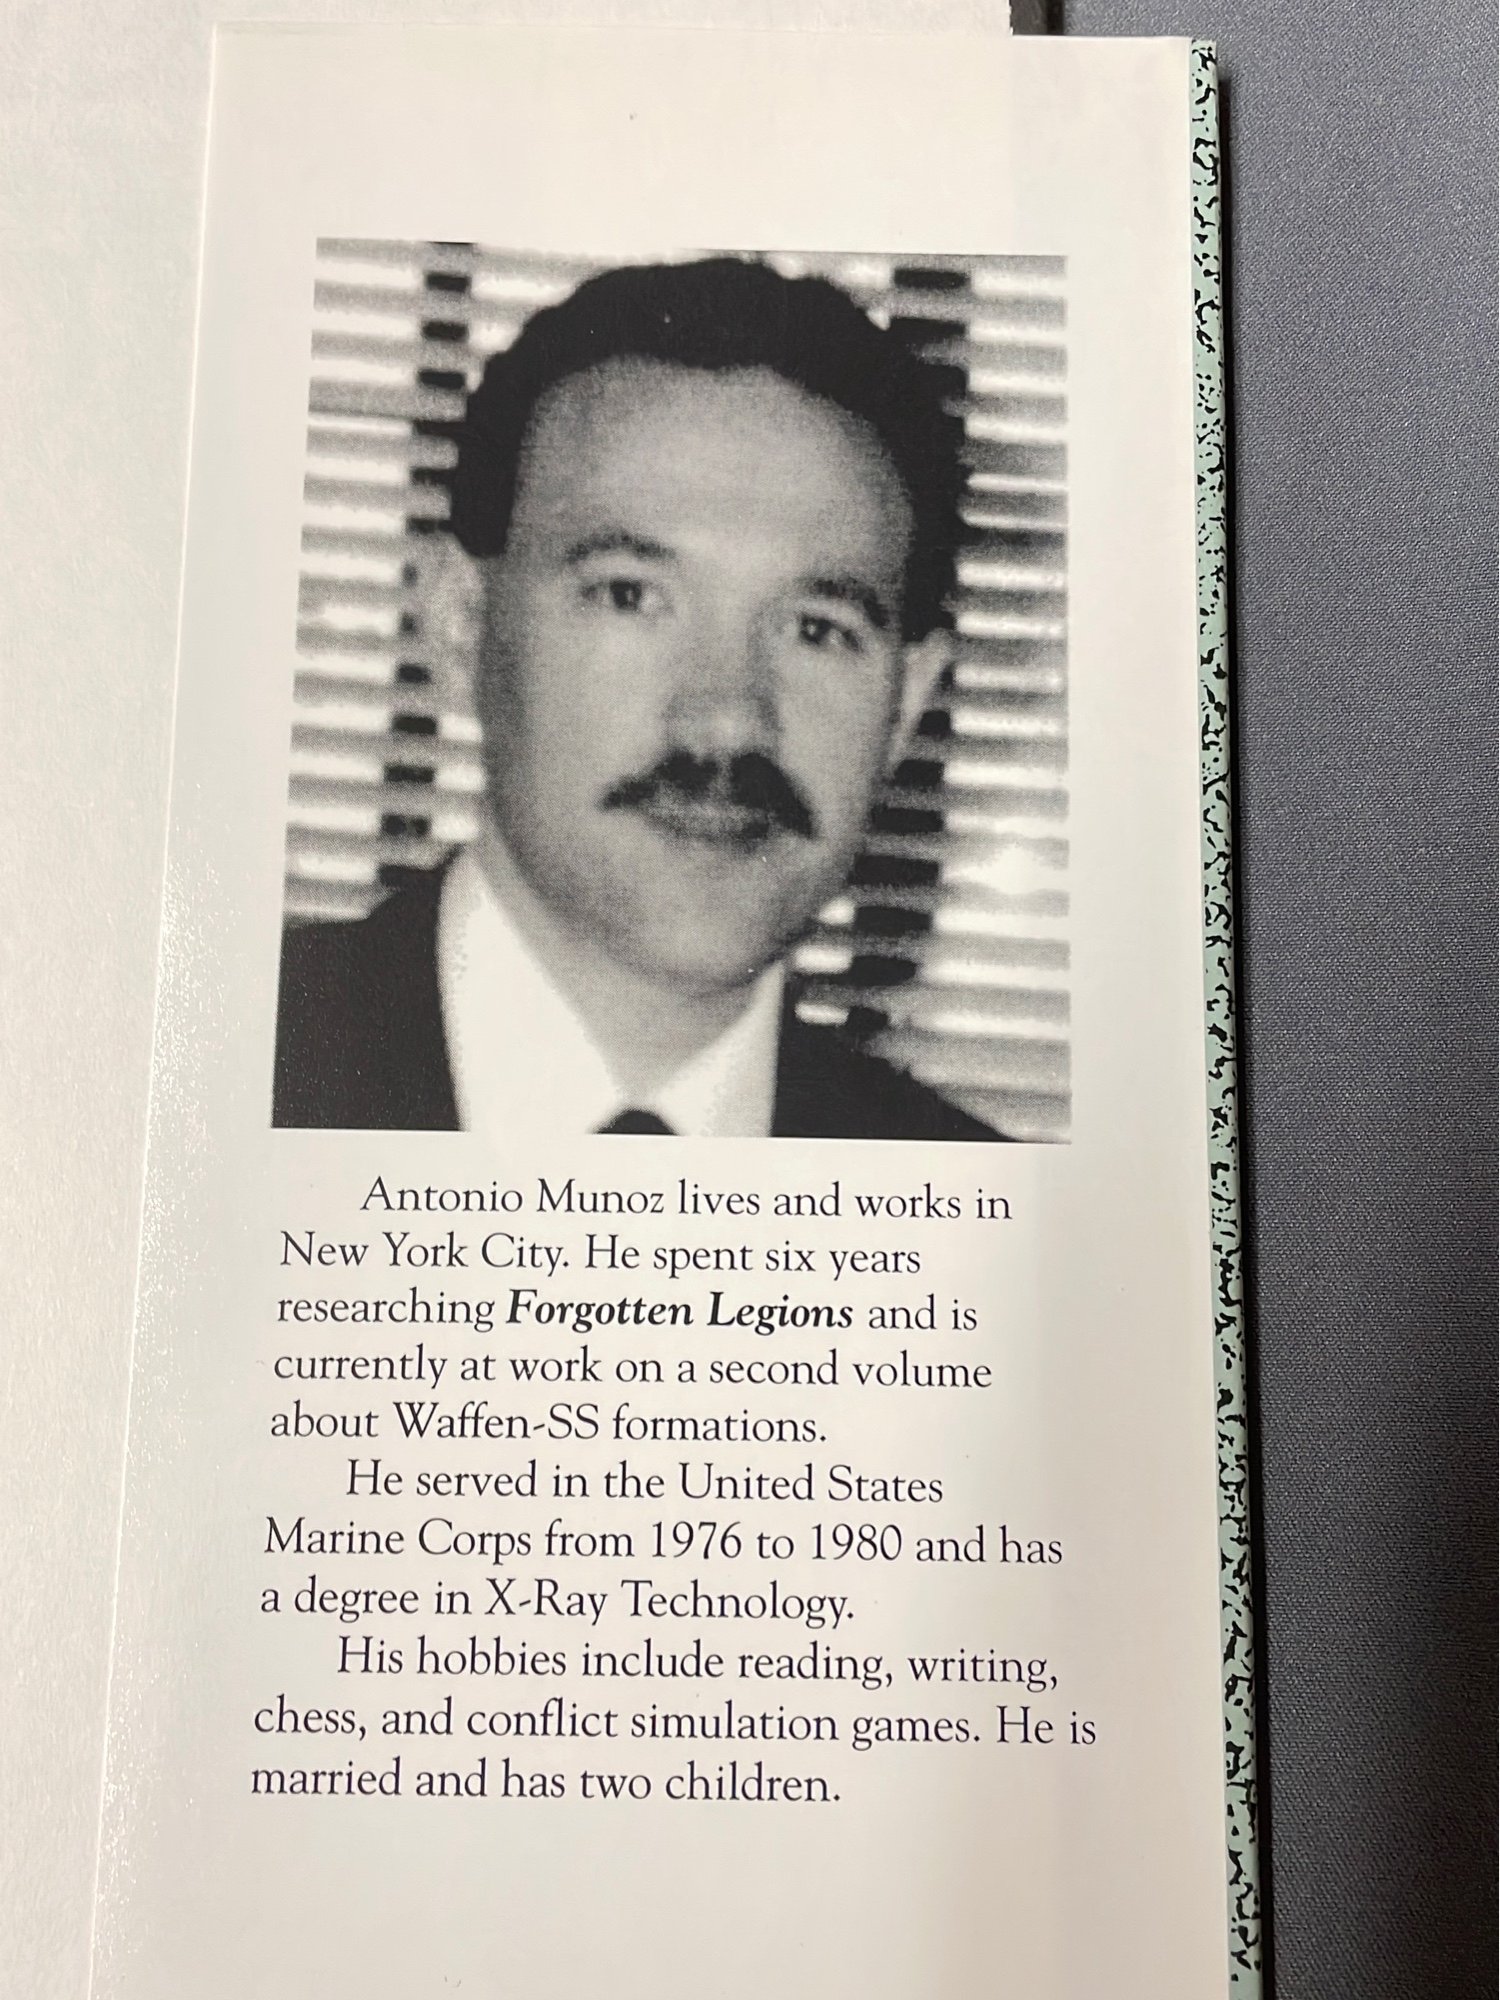 Antonio Munoz lives and works in
New York City. He spent six years
researching Forgotten Legions and is
currently at work on a second volume
about Waffen-SS formations.
He served in the United States
Marine Corps from 1976 to 1980 and has
a degree in X-Ray Technology.
His hobbies include reading, writing,
chess, and conflict simulation games. He is
married and has two children.